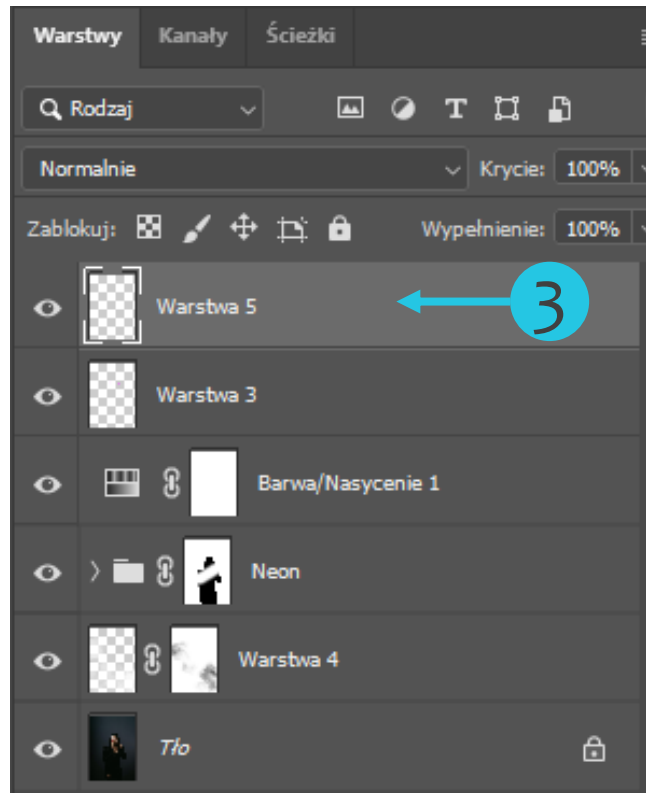 Warstwy Kanały Ścieżki
Rodzaj
Normalnie Krycie: 100%
Zablokuj: Wypełnienie: 100%
Warstwa 5 3
Warstwa 3
Barwa/Nasycenie 1
Neon
Warstwa 4
Tło